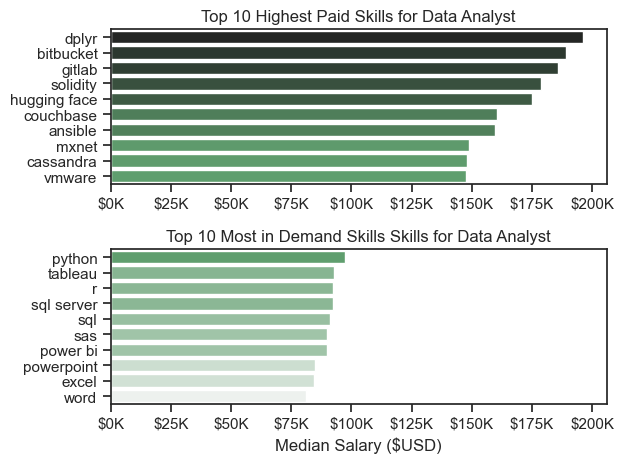 Top 10 Highest Paid Skills for Data Analyst
dplyr
bitbucket
gitlab
solidity
hugging face
couchbase
ansible
mxnet
cassandra
vmware
$0K $25K $50K $75K $100K $125K $150K $175K $200K
Top 10 Most in Demand Skills Skills for Data Analyst
python
tableau
r
sql server
sql
sas
power bi
powerpoint
excel
word
$0K $25K $50K $75K $100K $125K $150K $175K $200K
Median Salary ($USD)